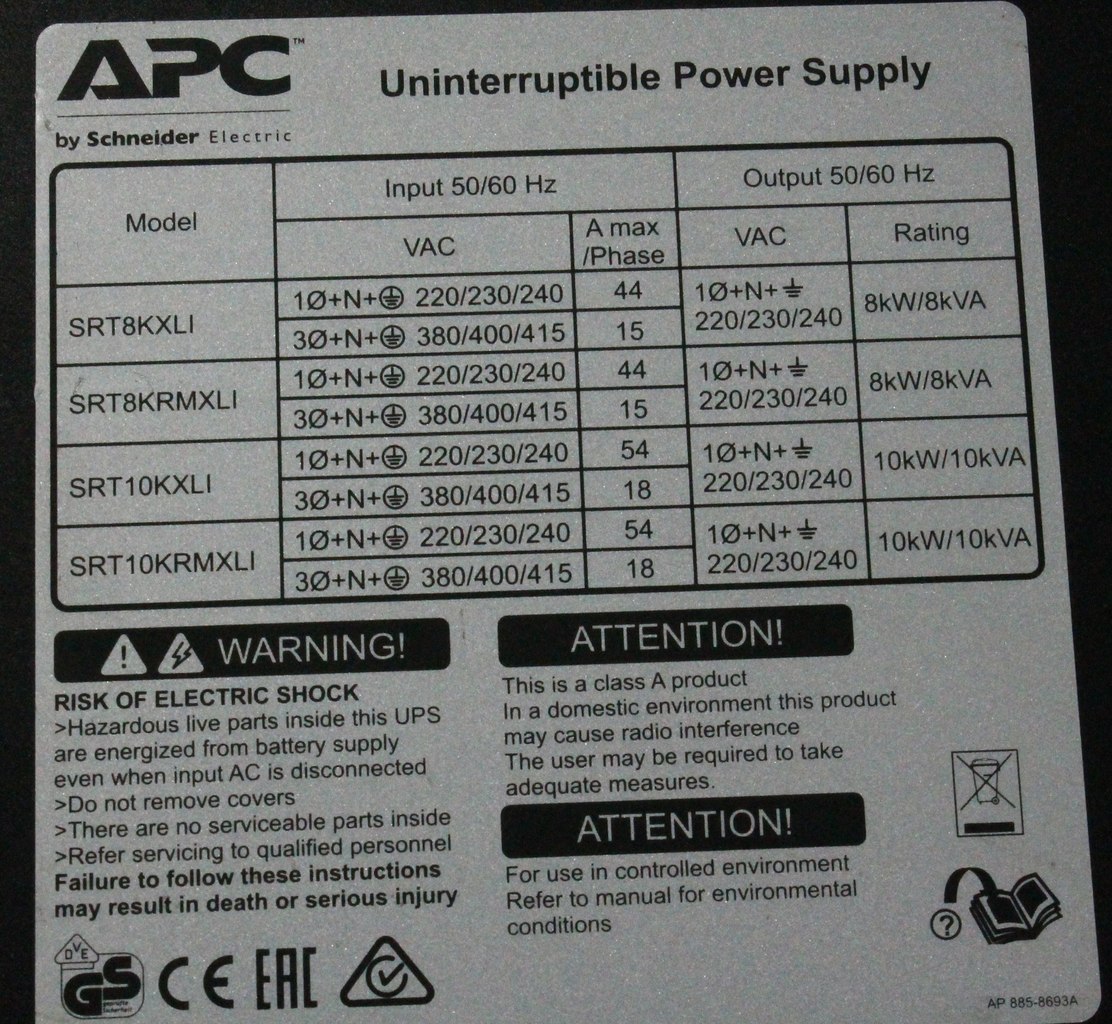 APC™
by Schneider Electric
Uninterruptible Power Supply
Model
Input 50/60 Hz
Output 50/60 Hz
VAC
A max
/Phase
VAC
Rating
SRT8KXLI
1Ø+N+⏚ 220/230/240
44
3Ø+N+⏚ 380/400/415
15
1Ø+N+⏚
220/230/240
8kW/8kVA
SRT8KRMXLI
1Ø+N+⏚ 220/230/240
44
3Ø+N+⏚ 380/400/415
15
1Ø+N+⏚
220/230/240
8kW/8kVA
SRT10KXLI
1Ø+N+⏚ 220/230/240
54
3Ø+N+⏚ 380/400/415
18
1Ø+N+⏚
220/230/240
10kW/10kVA
SRT10KRMXLI
1Ø+N+⏚ 220/230/240
54
3Ø+N+⏚ 380/400/415
18
1Ø+N+⏚
220/230/240
10kW/10kVA
WARNING!
RISK OF ELECTRIC SHOCK
>Hazardous live parts inside this UPS
are energized from battery supply
even when input AC is disconnected
>Do not remove covers
>There are no serviceable parts inside
>Refer servicing to qualified personnel
Failure to follow these instructions
may result in death or serious injury
ATTENTION!
This is a class A product
In a domestic environment this product
may cause radio interference
The user may be required to take
adequate measures.
ATTENTION!
For use in controlled environment
Refer to manual for environmental
conditions
DVE
GS
geprüfte
Sicherheit
CE
EAC
?
AP 885-8693A